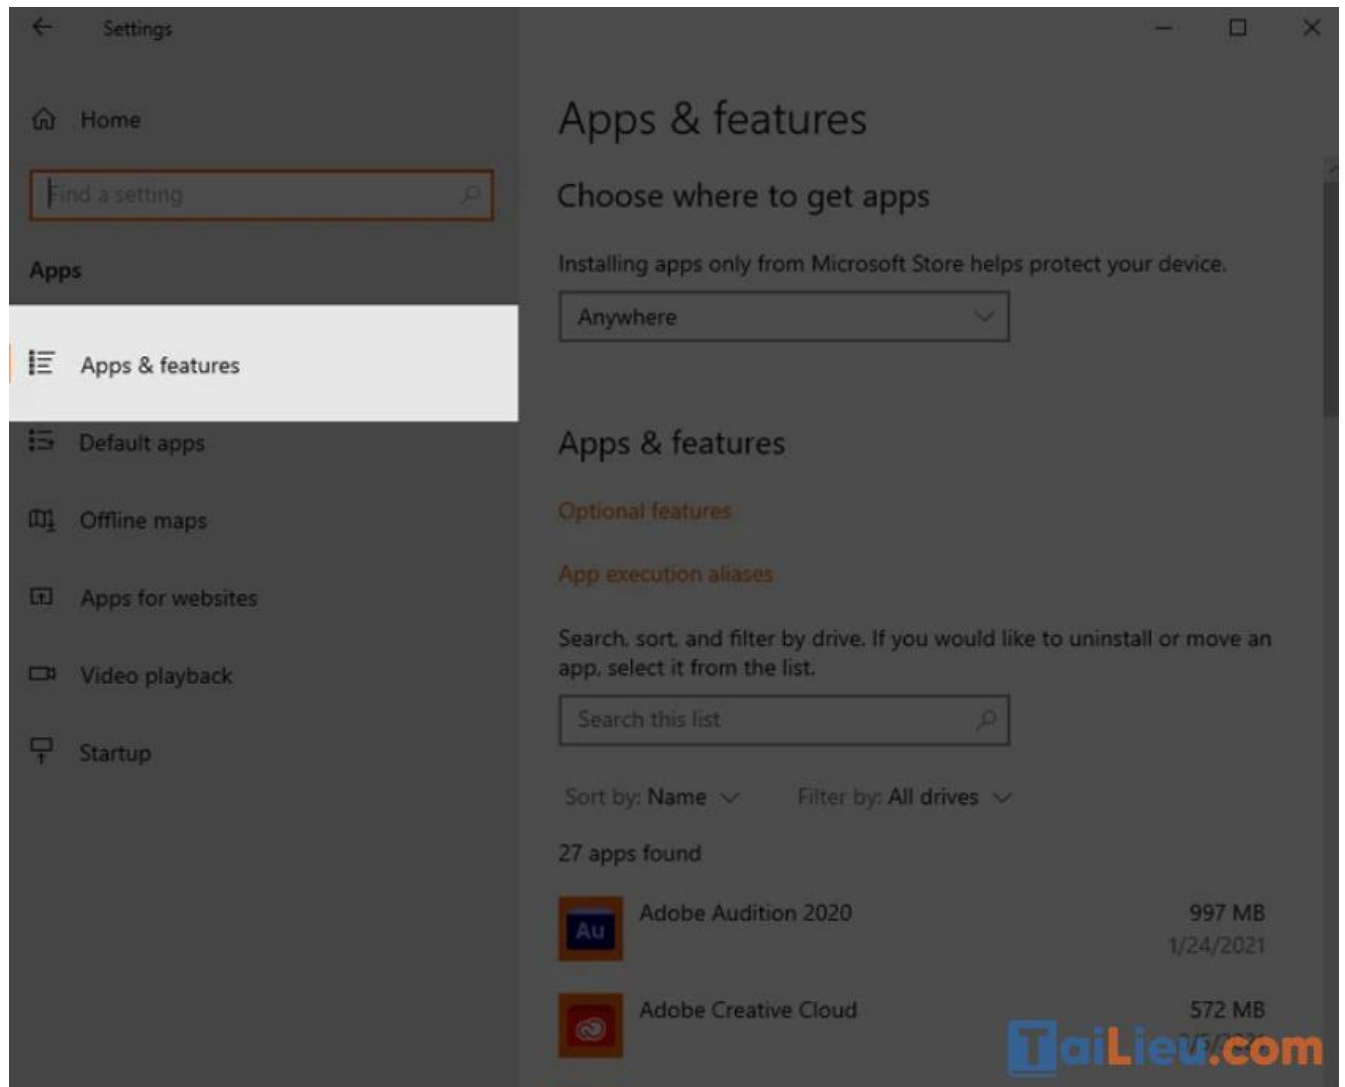 Settings
Home
Find a setting
Apps
Apps & features
Default apps
Offline maps
Apps for websites
Video playback
Startup
Apps & features
Choose where to get apps
Installing apps only from Microsoft Store helps protect your device.
Anywhere
Apps & features
Optional features
App execution aliases
Search, sort, and filter by drive. If you would like to uninstall or move an
app, select it from the list.
Search this list
Sort by: Name Filter by: All drives
27 apps found
Au
Adobe Audition 2020 997 MB
1/24/2021
Adobe Creative Cloud 572 MB
TaiLieu.com